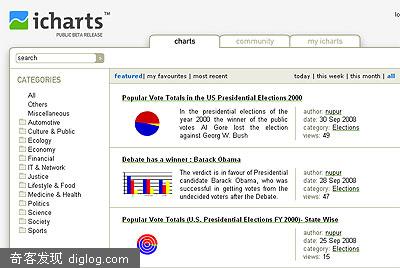 icharts™
PUBLIC BETA RELEASE
lo
charts
community
my icharts
search
featured| my favourites | most recent
today | this week | this month | all
CATEGORIES
All
Others
Miscellaneous
Automotive
Culture & Public
Ecology
Economy
Financial
IT & Network
Justice
Lifestyle & Food
Medicine & Health
Politics
Science
Society
Sports
Popular Vote Totals in the US Presidential Elections 2000
In the presidential elections of
the year 2000 the winner of the
public votes Al Gore lost the
election against Georg W. Bush
author: nupur
date: 30 Sep 2008
category: Elections
views: 49
Debate has a winner : Barack Obama
The verdict is in favour of Presidential
candidate Barack Obama, who was
successful in getting votes from the
undecided voters after the Debate.
author: nupur
date: 28 Sep 2008
category: Elections
views: 47
Popular Vote Totals (U.S. Presidential Elections FY 2000)- State Wise
author: nupur
date: 25 Sep 2008
category: Elections
views: 15
奇客发现 diglog.com